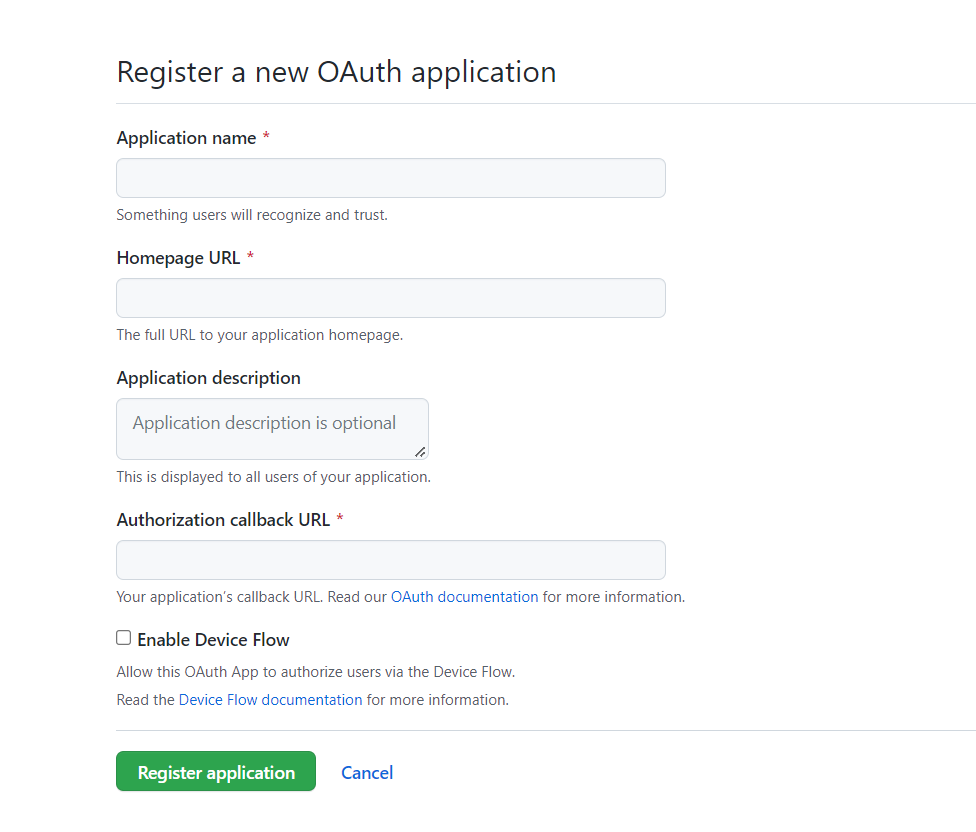 Register a new OAuth application
Application name *
Something users will recognize and trust.
Homepage URL *
The full URL to your application homepage.
Application description
Application description is optional
This is displayed to all users of your application.
Authorization callback URL *
Your application's callback URL. Read our OAuth documentation for more information.
Enable Device Flow
Allow this OAuth App to authorize users via the Device Flow.
Read the Device Flow documentation for more information.
Register application Cancel